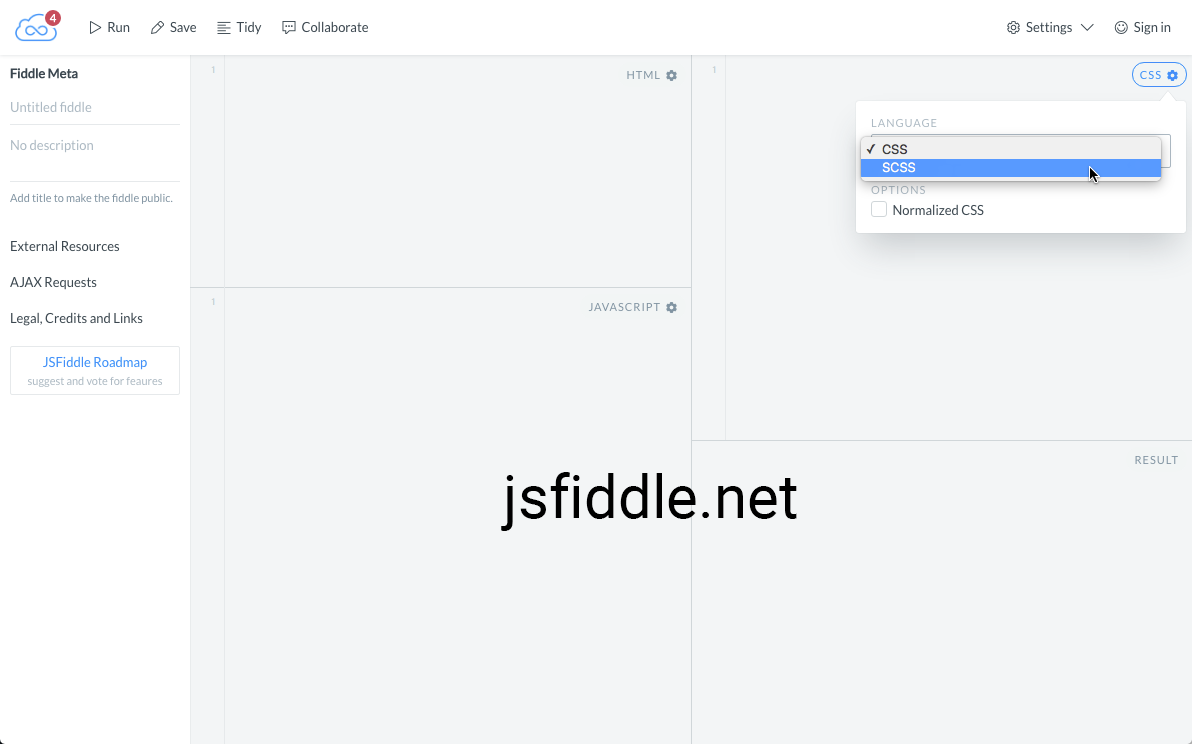 4
Run
Save
Tidy
Collaborate
Settings
Sign in
Fiddle Meta
Untitled fiddle
No description
Add title to make the fiddle public.
External Resources
AJAX Requests
Legal, Credits and Links
JSFiddle Roadmap
suggest and vote for feaures
1
HTML
1
JAVASCRIPT
1
CSS
LANGUAGE
✓ CSS
SCSS
OPTIONS
Normalized CSS
RESULT
jsfiddle.net